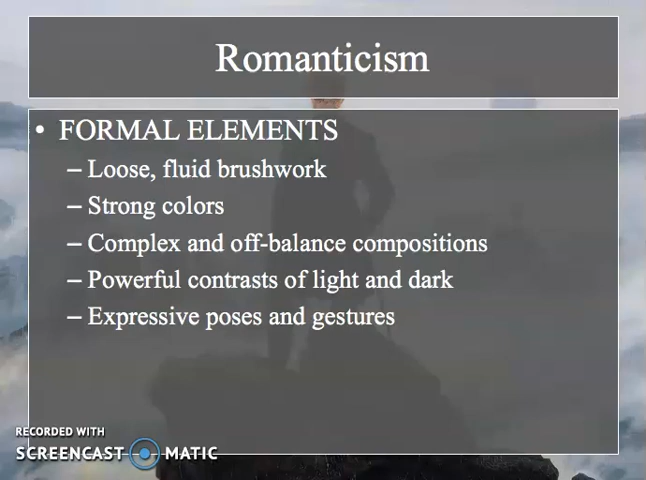 Romanticism
• FORMAL ELEMENTS
– Loose, fluid brushwork
– Strong colors
– Complex and off-balance compositions
– Powerful contrasts of light and dark
– Expressive poses and gestures
RECORDED WITH
SCREENCAST MATIC